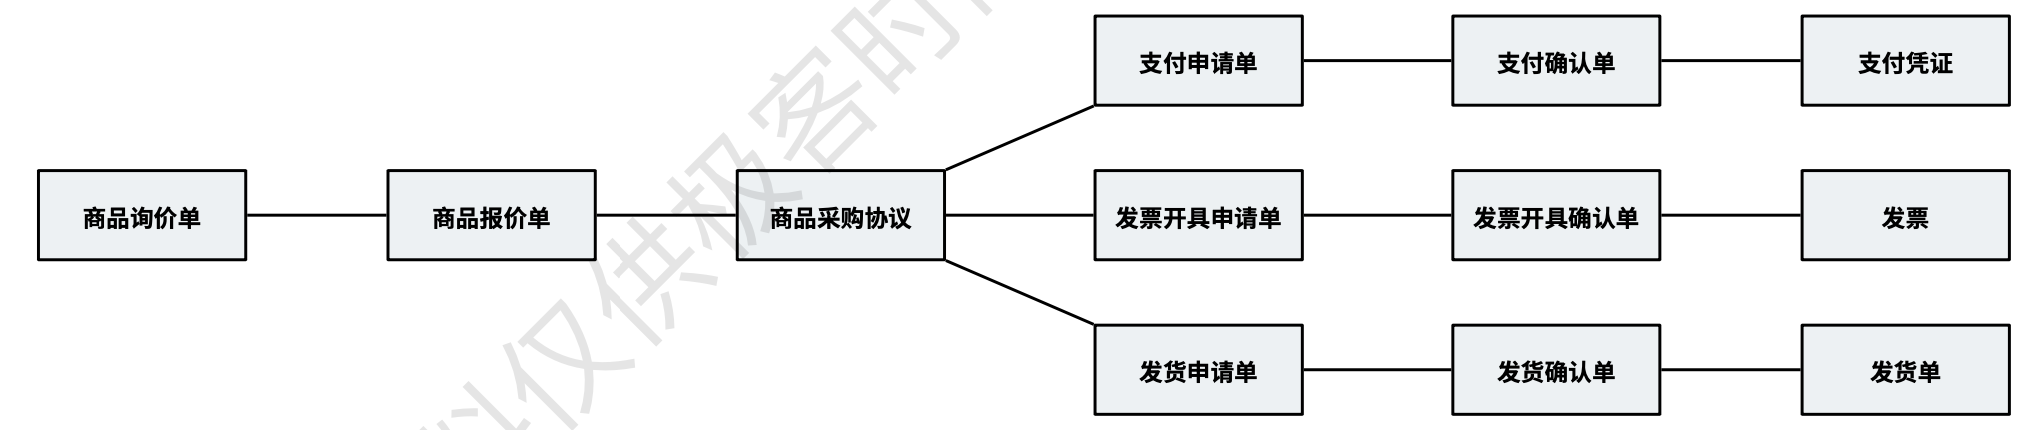 支付申请单
支付确认单
支付凭证
商品询价单
商品报价单
商品采购协议
发票开具申请单
发票开具确认单
发票
发货申请单
发货确认单
发货单
料仅供极客时